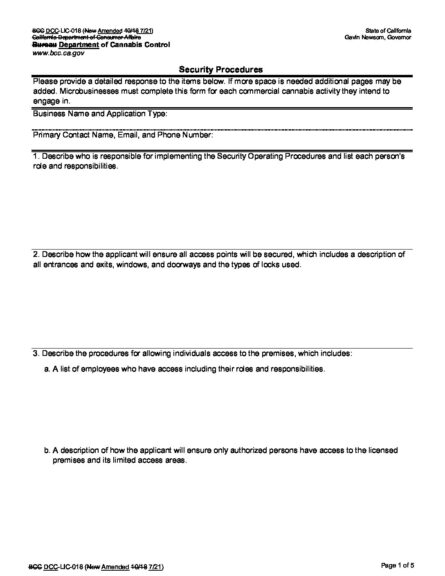 BCC DCC-LIC-018 (New Amended 10/18 7/21)
State of California
California Department of Consumer Affairs
Gavin Newsom, Governor
Bureau Department of Cannabis Control
www.bcc.ca.gov
Security Procedures
Please provide a detailed response to the items below. If more space is needed additional pages may be
added. Microbusinesses must complete this form for each commercial cannabis activity they intend to
engage in.
Business Name and Application Type:
Primary Contact Name, Email, and Phone Number:
1. Describe who is responsible for implementing the Security Operating Procedures and list each person's
role and responsibilities.
2. Describe how the applicant will ensure all access points will be secured, which includes a description of
all entrances and exits, windows, and doorways and the types of locks used.
3. Describe the procedures for allowing individuals access to the premises, which includes:
a. A list of employees who have access including their roles and responsibilities.
b. A description of how the applicant will ensure only authorized persons have access to the licensed
premises and its limited access areas.
BCC DCC-LIC-018 (New Amended 10/18 7/21)
Page 1 of 5